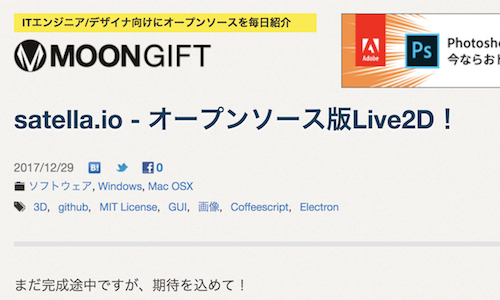 ITエンジニア/デザイナ向けにオープンソースを毎日紹介
MOONGIFT
Adobe
Ps
Photosho
今ならおト
satella.io - オープンソース版Live2D！
2017/12/29 B! 0
ソフトウェア, Windows, Mac OSX
3D, github, MIT License, GUI, 画像, Coffeescript, Electron
まだ完成途中ですが、期待を込めて！